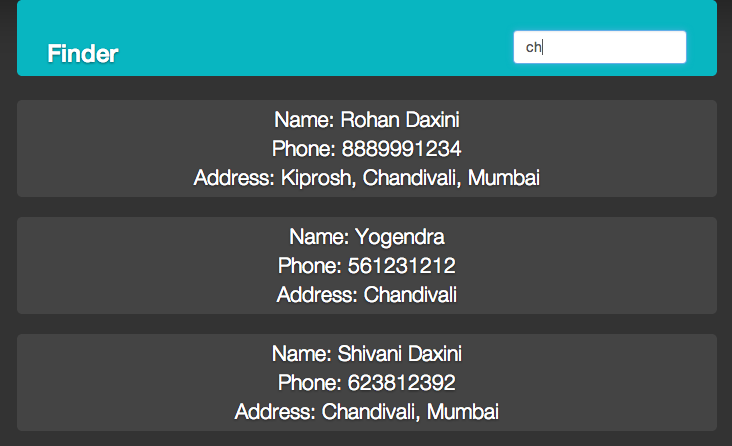 Finder
ch
Name: Rohan Daxini
Phone: 8889991234
Address: Kiprosh, Chandivali, Mumbai
Name: Yogendra
Phone: 561231212
Address: Chandivali
Name: Shivani Daxini
Phone: 623812392
Address: Chandivali, Mumbai